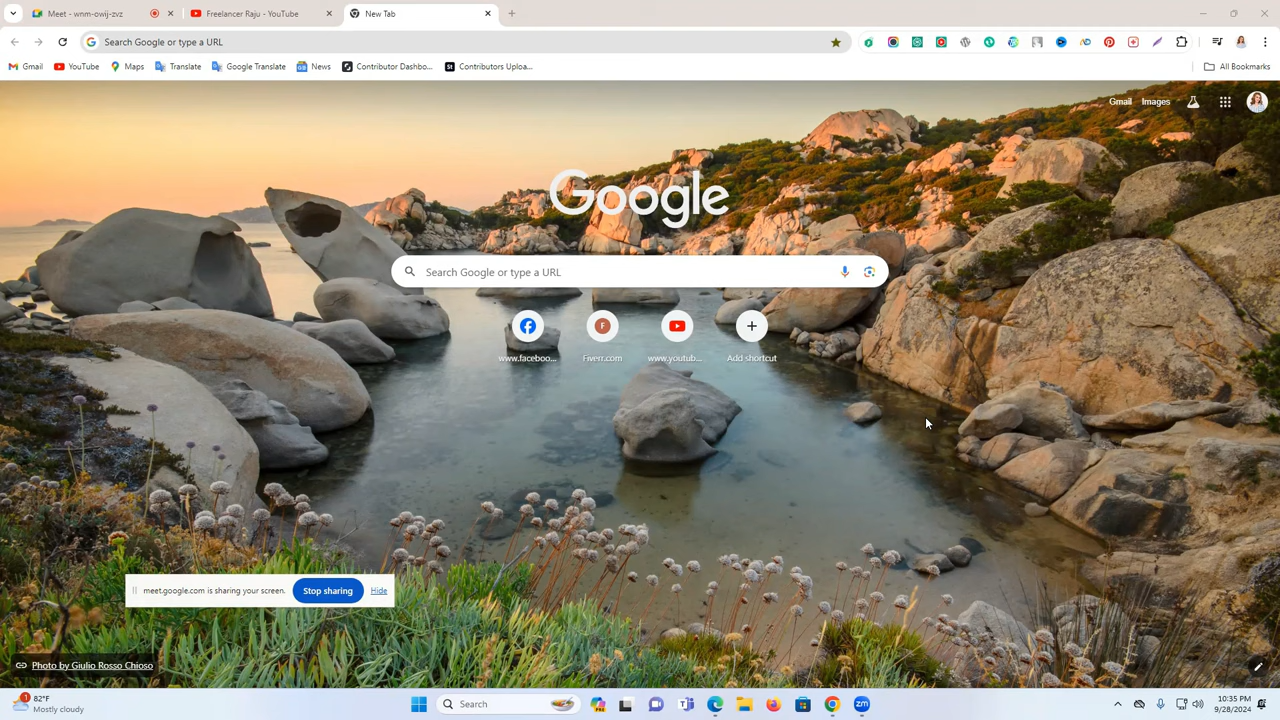 Meet - wnm-owij-zvz
Freelancer Raju - YouTube
New Tab
Search Google or type a URL
Gmail
YouTube
Maps
Translate
Google Translate
News
Contributor Dashbo...
Contributors Uploa...
All Bookmarks
Gmail
Images
Google
Search Google or type a URL
www.faceboo...
Fiverr.com
www.youtub...
Add shortcut
meet.google.com is sharing your screen.
Stop sharing
Hide
Photo by Giulio Rosso Chioso
82°F
Mostly cloudy
Search
10:35 PM
9/28/2024